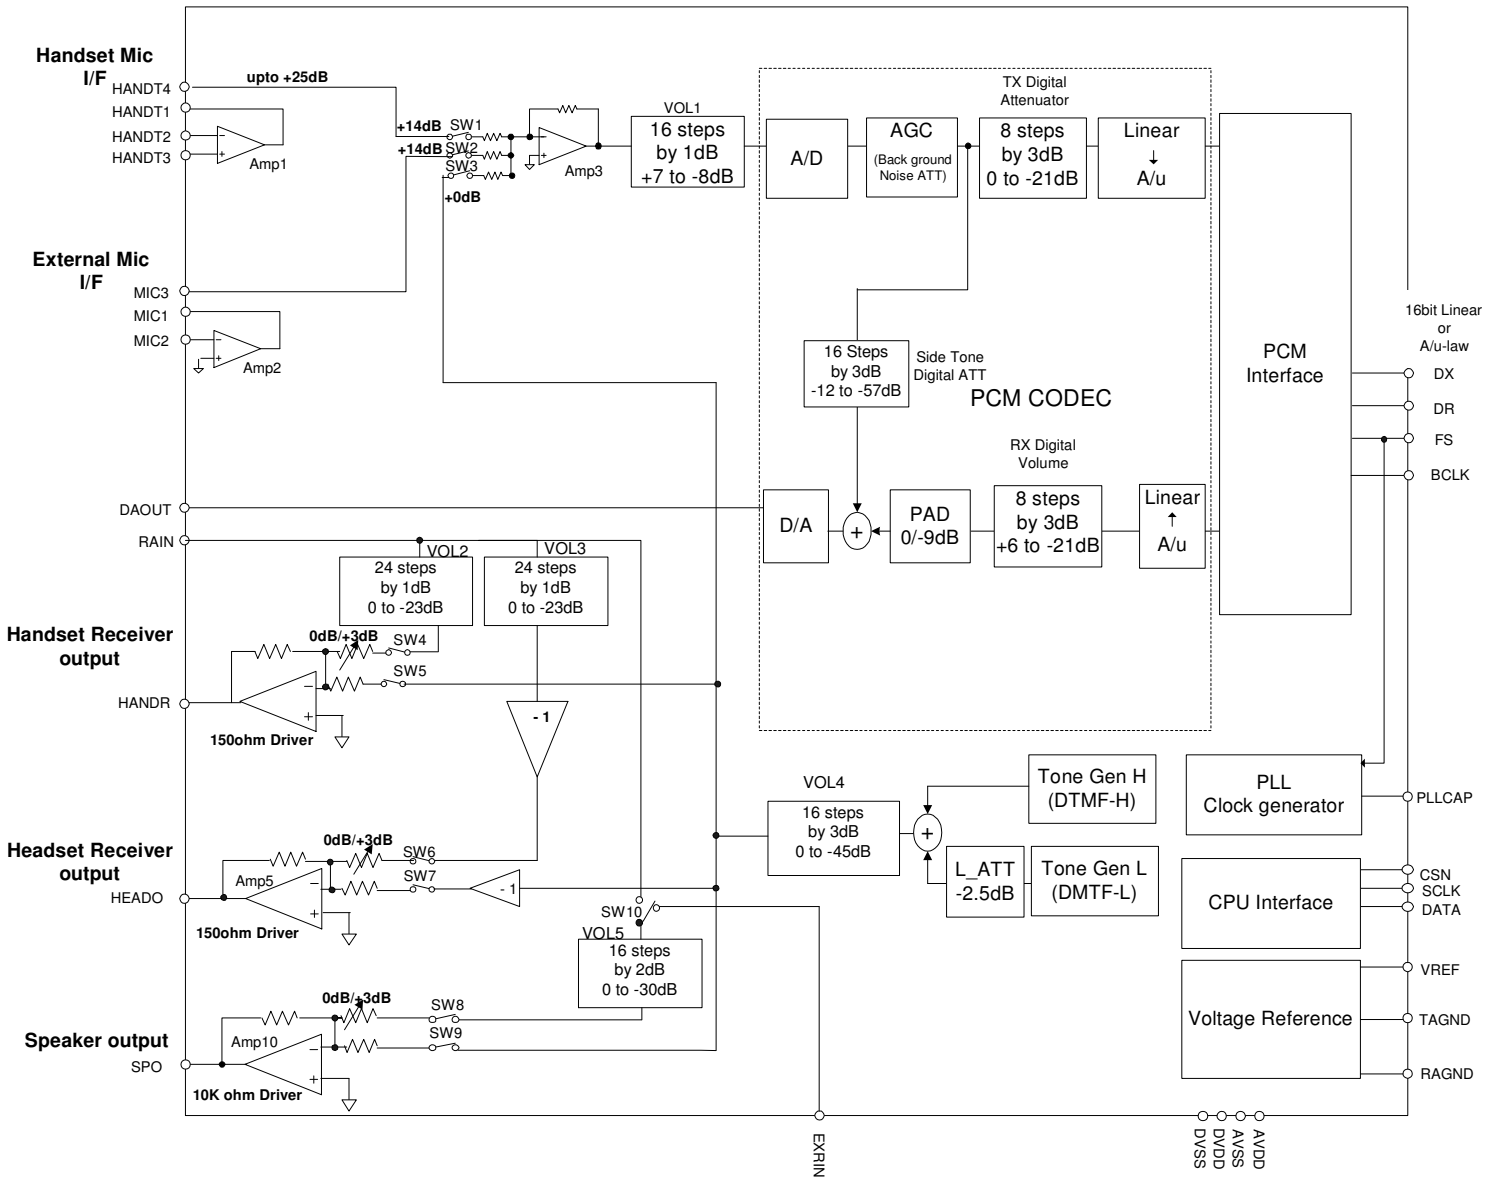 Handset Mic
I/F
HANDT4
upto +25dB
HANDT1
HANDT2
HANDT3
Amp1
+14dB
SW1
+14dB
SW2
SW3
+0dB
Amp3
VOL1
16 steps
by 1dB
+7 to -8dB
A/D
AGC
(Back ground
Noise ATT)
TX Digital
Attenuator
8 steps
by 3dB
0 to -21dB
Linear
↓
A/u
External Mic
I/F
MIC3
MIC1
MIC2
Amp2
16 Steps
by 3dB
-12 to -57dB
Side Tone
Digital ATT
PCM CODEC
PCM
Interface
16bit Linear
or
A/u-law
DX
DR
FS
BCLK
RX Digital
Volume
DAOUT
D/A
+
PAD
0/-9dB
8 steps
by 3dB
+6 to -21dB
Linear
↑
A/u
RAIN
VOL2
24 steps
by 1dB
0 to -23dB
VOL3
24 steps
by 1dB
0 to -23dB
Handset Receiver
output
0dB/+3dB
SW4
SW5
HANDR
−
+
150ohm Driver
- 1
VOL4
16 steps
by 3dB
0 to -45dB
+
Tone Gen H
(DTMF-H)
L_ATT
-2.5dB
Tone Gen L
(DMTF-L)
PLL
Clock generator
PLLCAP
Headset Receiver
output
0dB/+3dB
SW6
SW7
- 1
HEADO
Amp5
−
+
150ohm Driver
SW10
VOL5
16 steps
by 2dB
0 to -30dB
CPU Interface
CSN
SCLK
DATA
Voltage Reference
VREF
TAGND
RAGND
Speaker output
SPO
0dB/+3dB
SW8
SW9
Amp10
−
+
10K ohm Driver
EXRIN
DVSS
DVDD
AVSS
AVDD